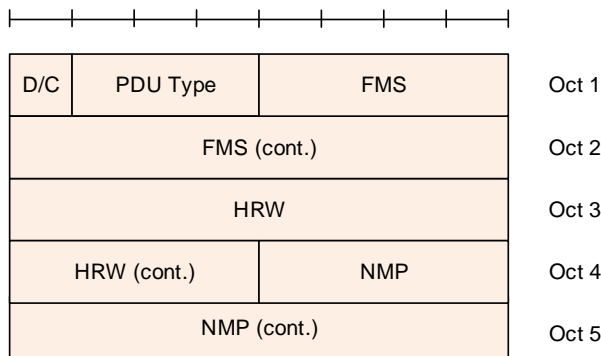 D/C PDU Type FMS Oct 1
FMS (cont.) Oct 2
HRW Oct 3
HRW (cont.) NMP Oct 4
NMP (cont.) Oct 5